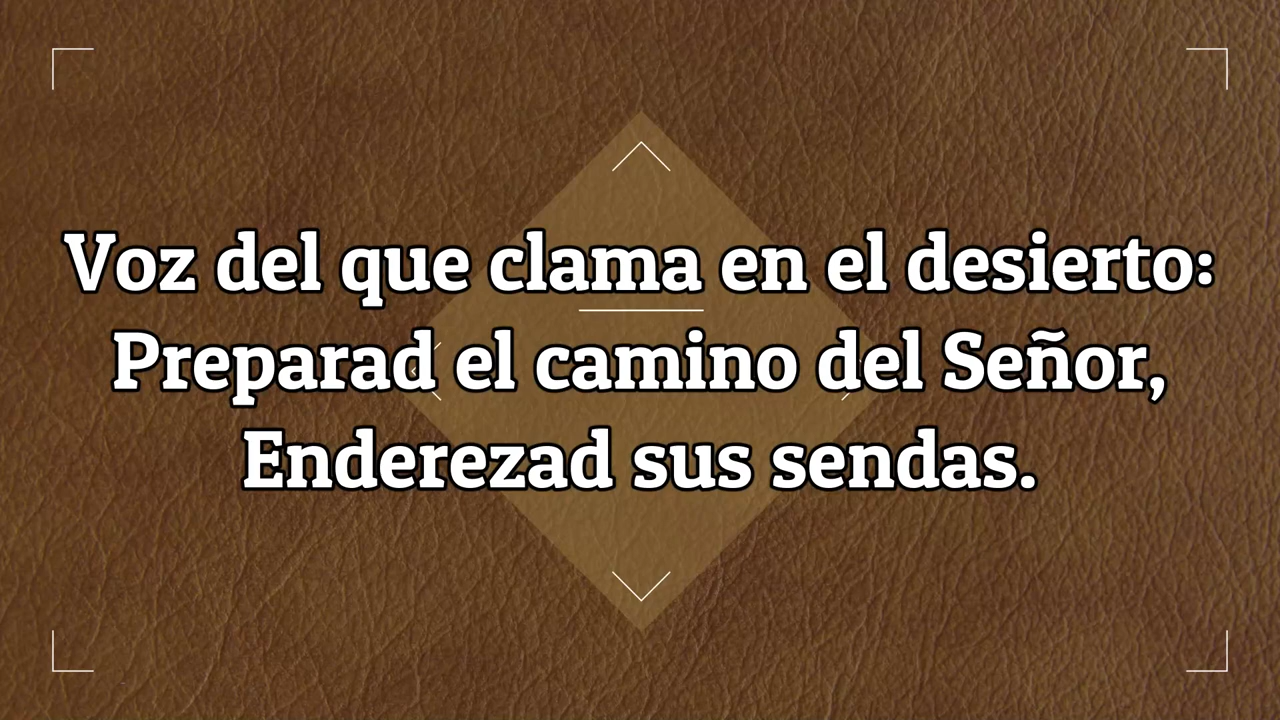 Voz del que clama en el desierto:
Preparad el camino del Señor,
Enderezad sus sendas.